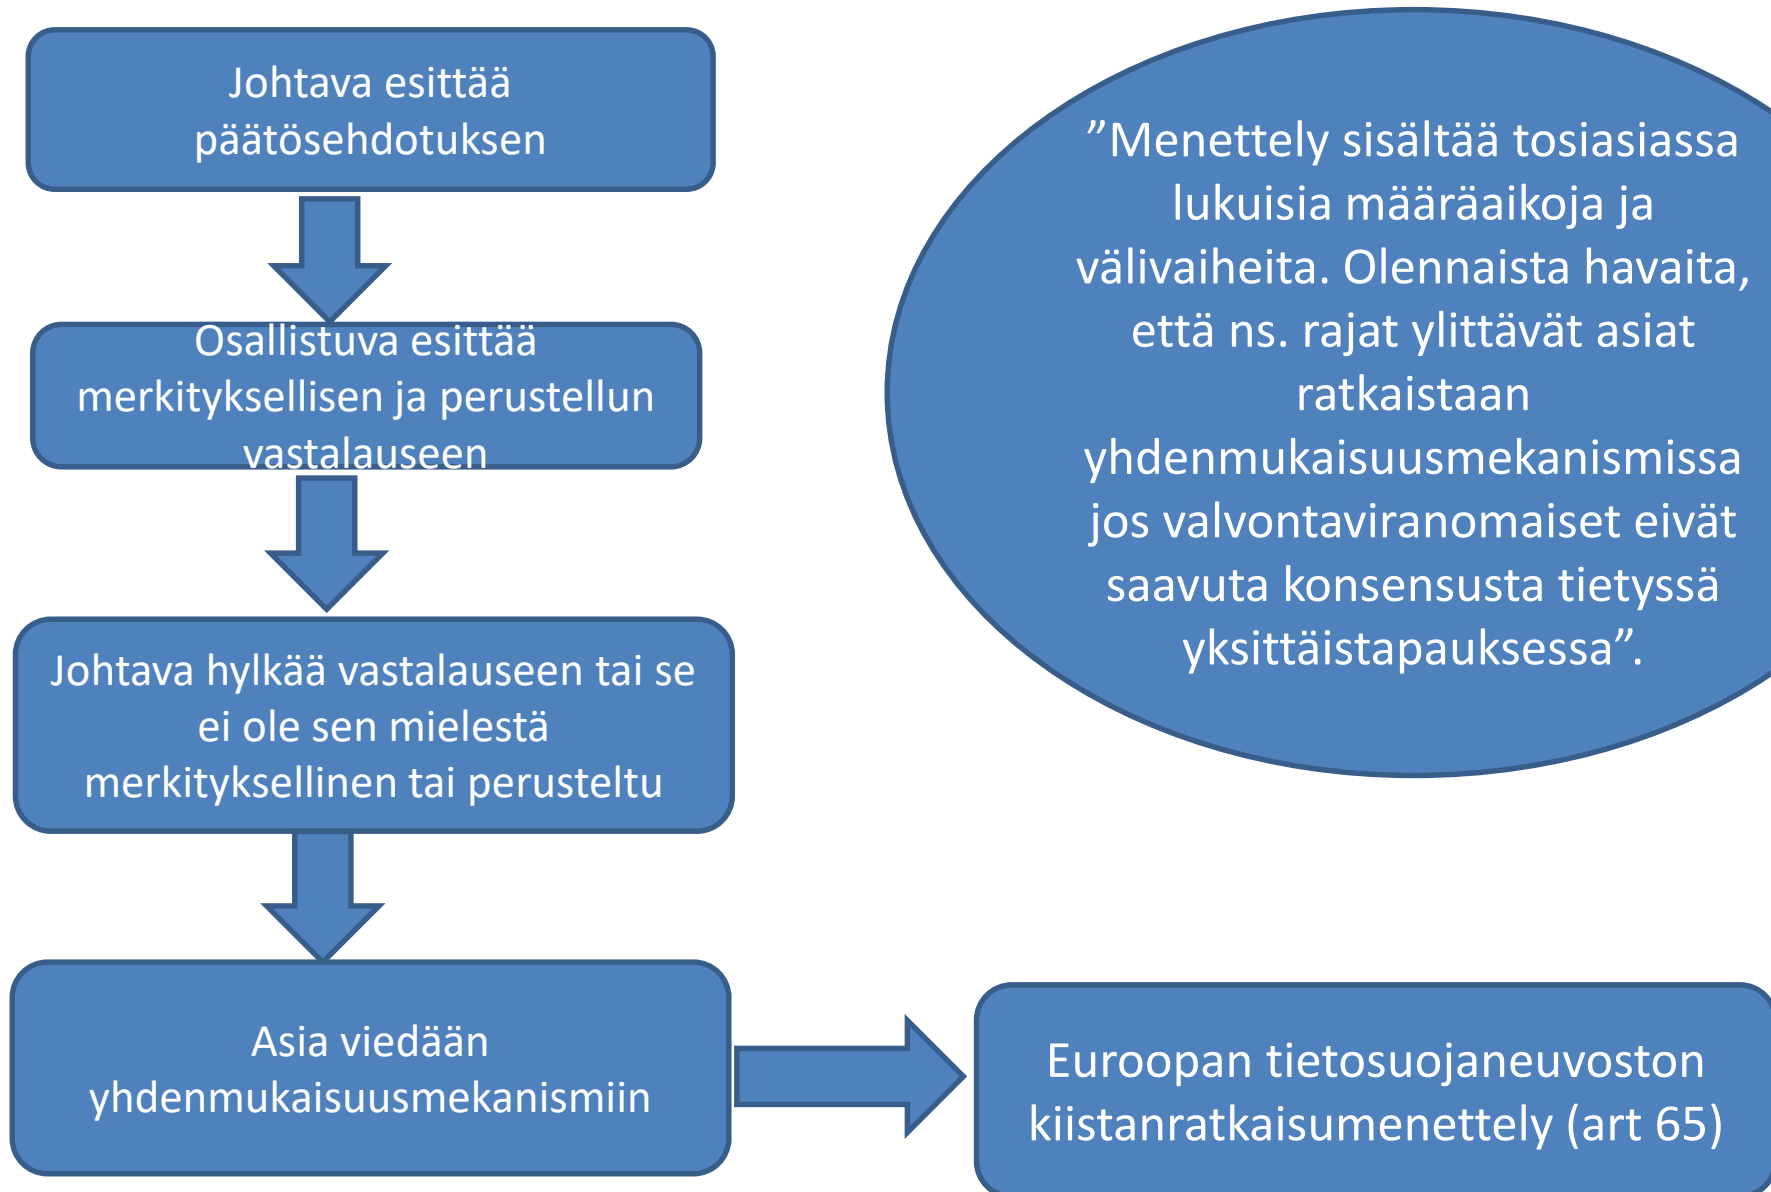 Johtava esittää
päätösehdotuksen
Osallistuva esittää
merkityksellisen ja perustellun
vastalauseen
Johtava hylkää vastalauseen tai se
ei ole sen mielestä
merkityksellinen tai perusteltu
Asia viedään
yhdenmukaisuusmekanismiin
Euroopan tietosuojaneuvoston
kiistanratkaisumenettely (art 65)
”Menettely sisältää tosiasiassa
lukuisia määräaikoja ja
välivaiheita. Olennaista havaita,
että ns. rajat ylittävät asiat
ratkaistaan
yhdenmukaisuusmekanismissa
jos valvontaviranomaiset eivät
saavuta konsensusta tietyssä
yksittäistapauksessa”.